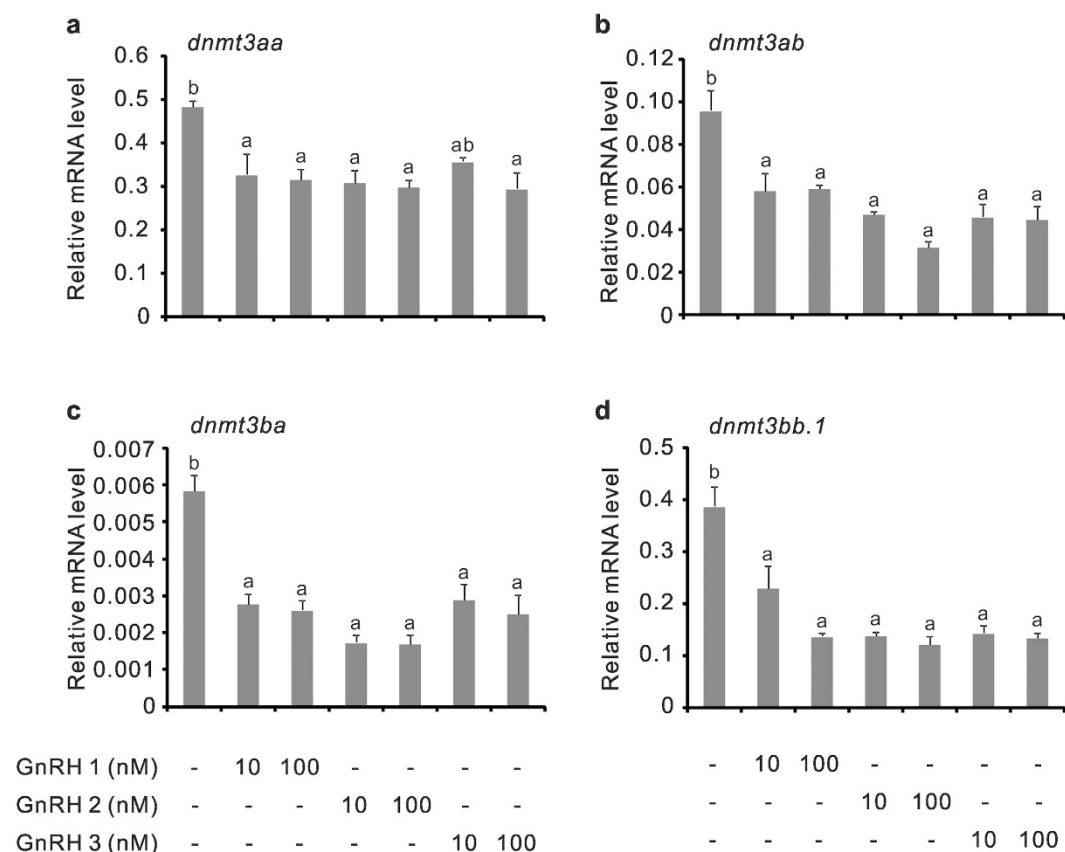 a
dnmt3aa
Relative mRNA level
0.6
0.5
0.4
0.3
0.2
0.1
0
b a a a a ab a
b
dnmt3ab
Relative mRNA level
0.12
0.10
0.08
0.06
0.04
0.02
0
b a a a a a a
c
dnmt3ba
Relative mRNA level
0.007
0.006
0.005
0.004
0.003
0.002
0.001
0
b a a a a a a
d
dnmt3bb.1
Relative mRNA level
0.5
0.4
0.3
0.2
0.1
0
b a a a a a a
GnRH 1 (nM) - 10 100 - - - - - 10 100 - - - -
GnRH 2 (nM) - - - 10 100 - - - - - 10 100 - -
GnRH 3 (nM) - - - - - 10 100 - - - - - 10 100